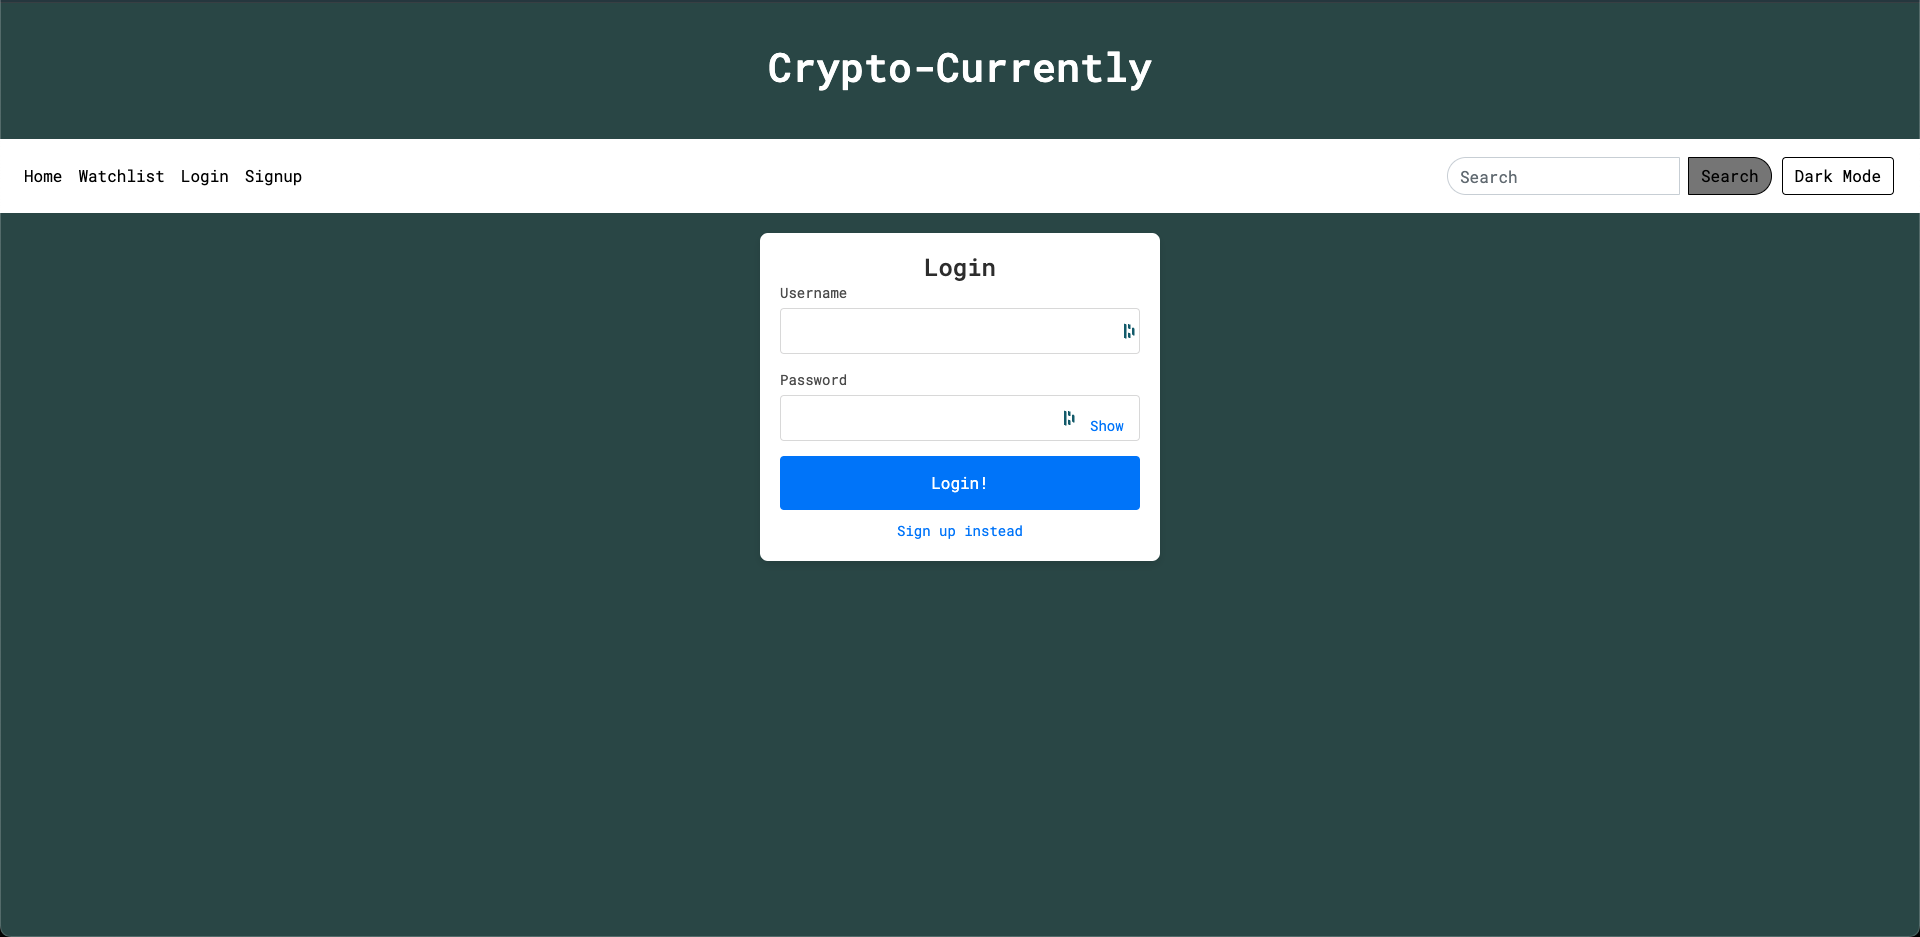 Crypto-Currently
Home Watchlist Login Signup Search Search Dark Mode
Login
Username
Password
Show
Login!
Sign up instead